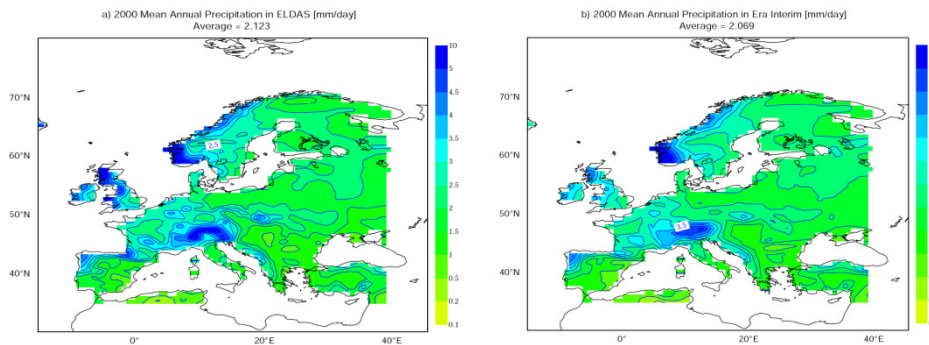 a) 2000 Mean Annual Precipitation in ELDAS [mm/day]
Average = 2.123
10
5
4.5
4
3.5
3
2.5
2
1.5
1
0.5
0.2
0.1
70°N
60°N
50°N
40°N
0°
20°E
40°E
2.5
b) 2000 Mean Annual Precipitation in Era Interim [mm/day]
Average = 2.069
70°N
60°N
50°N
40°N
0°
20°E
40°E
3.5